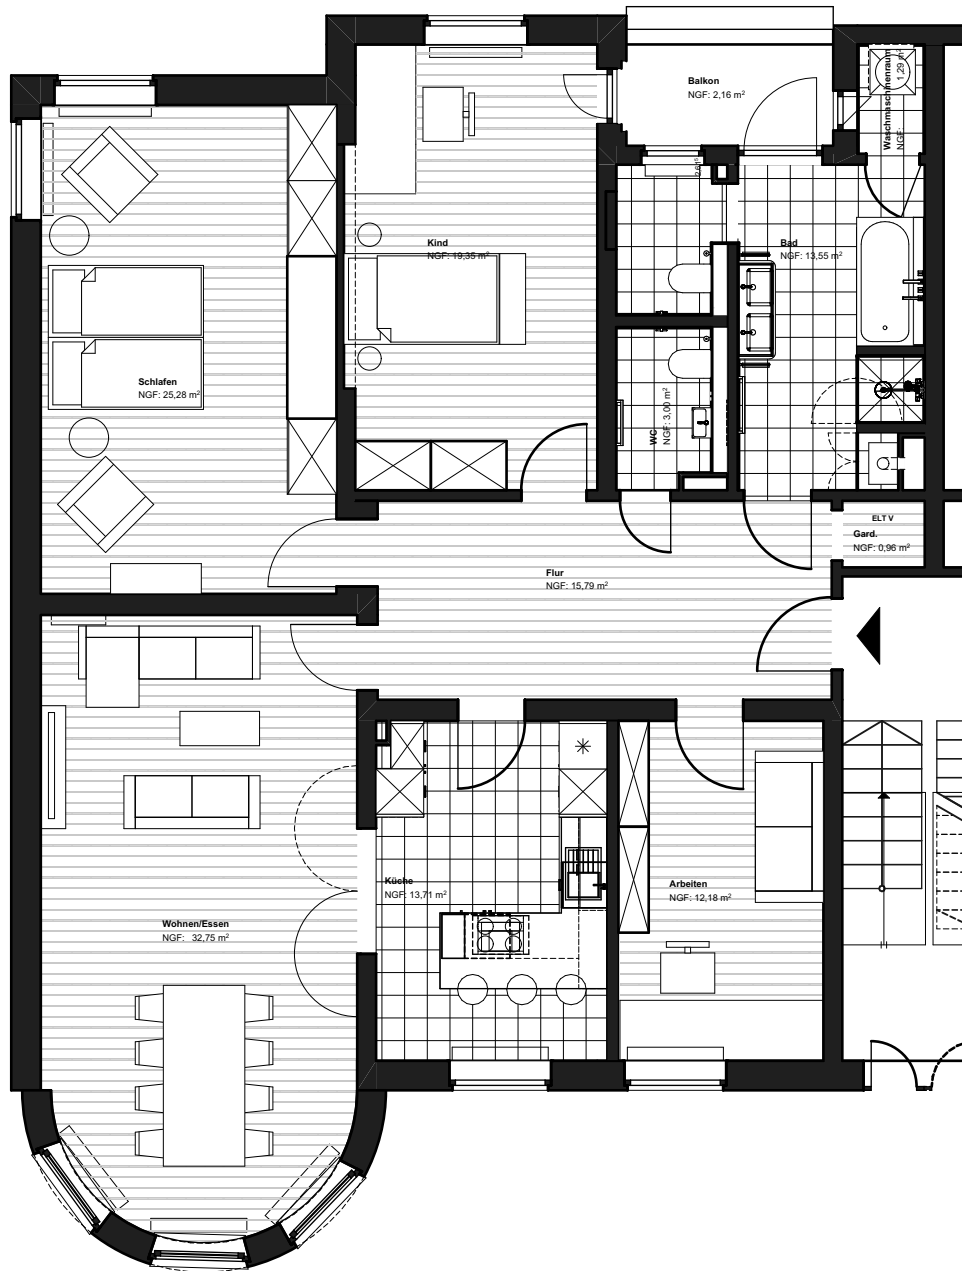 Balkon
NGF: 2,16 m²
Waschmaschinenraum
NGF: 1,29 m²
Kind
NGF: 19,35 m²
Bad
NGF: 13,55 m²
Schlafen
NGF: 25,28 m²
WC
NGF: 3,00 m²
ELT V
Gard.
NGF: 0,96 m²
Flur
NGF: 15,79 m²
Küche
NGF: 13,71 m²
Arbeiten
NGF: 12,18 m²
Wohnen/Essen
NGF: 32,75 m²